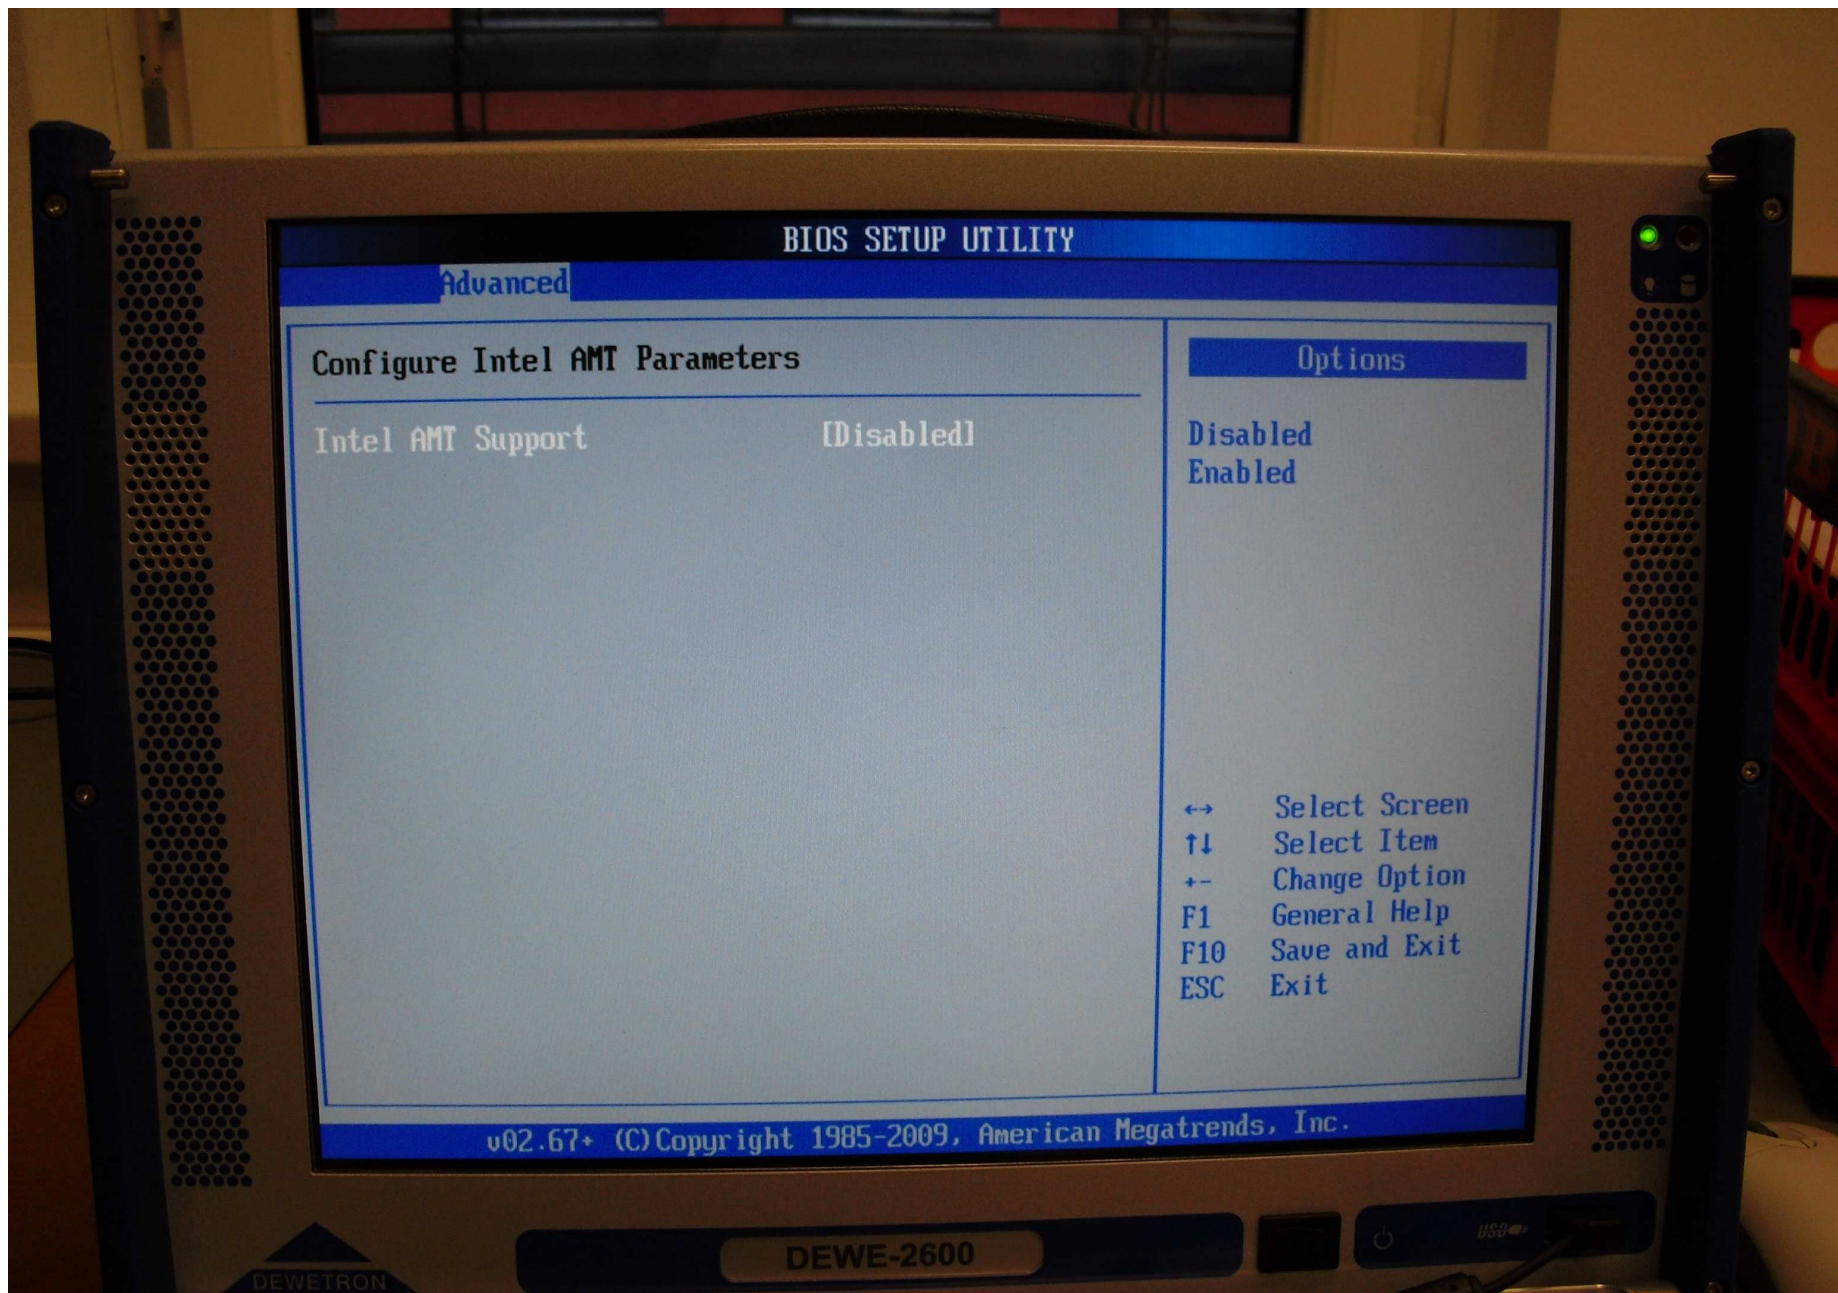 BIOS SETUP UTILITY
Advanced
Configure Intel AMT Parameters
Intel AMT Support [Disabled]
Options
Disabled
Enabled
←→ Select Screen
↑↓ Select Item
+- Change Option
F1 General Help
F10 Save and Exit
ESC Exit
v02.67+ (C)Copyright 1985-2009, American Megatrends, Inc.
DEWETRON
DEWE-2600
USB